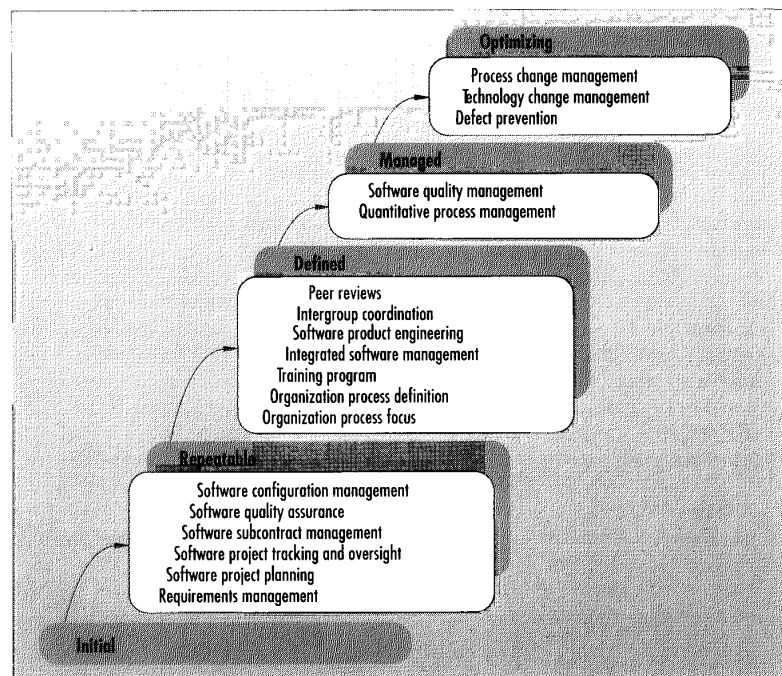 Optimizing
Process change management
Technology change management
Defect prevention
Managed
Software quality management
Quantitative process management
Defined
Peer reviews
Intergroup coordination
Software product engineering
Integrated software management
Training program
Organization process definition
Organization process focus
Repeatable
Software configuration management
Software quality assurance
Software subcontract management
Software project tracking and oversight
Software project planning
Requirements management
Initial